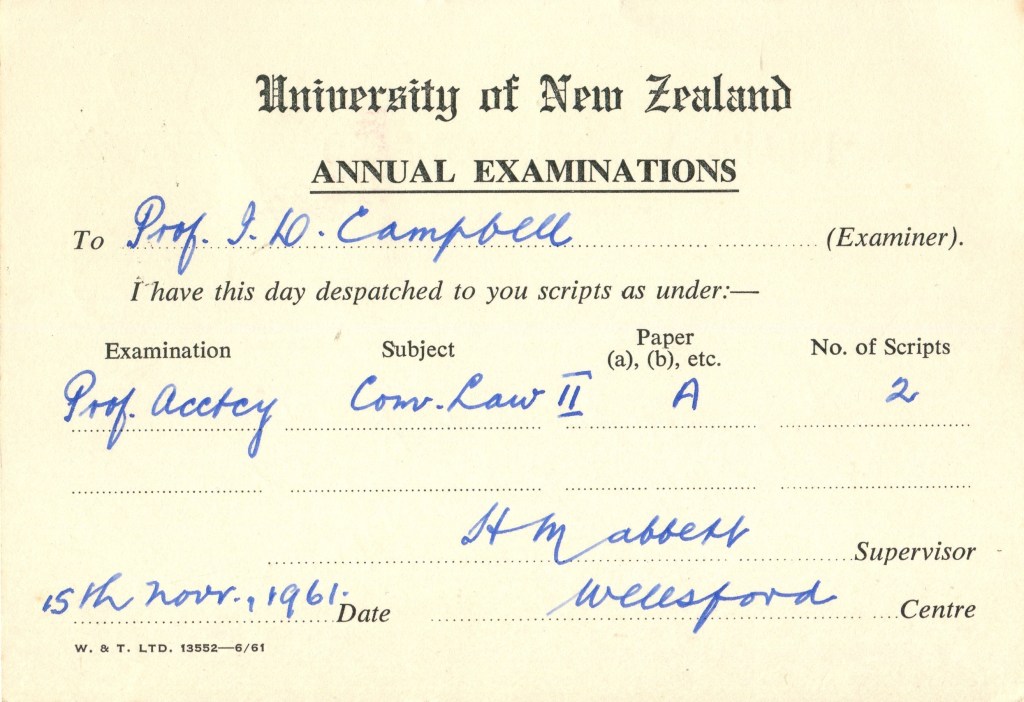 University of New Zealand
ANNUAL EXAMINATIONS
To Prof. I. D. Campbell (Examiner).
I have this day despatched to you scripts as under:—
Examination Subject Paper (a), (b), etc. No. of Scripts
Prof. Acctcy Com. Law II A 2
H Mabbett Supervisor
15th Novr., 1961. Date Wellsford Centre
W. & T. LTD. 13552—6/61